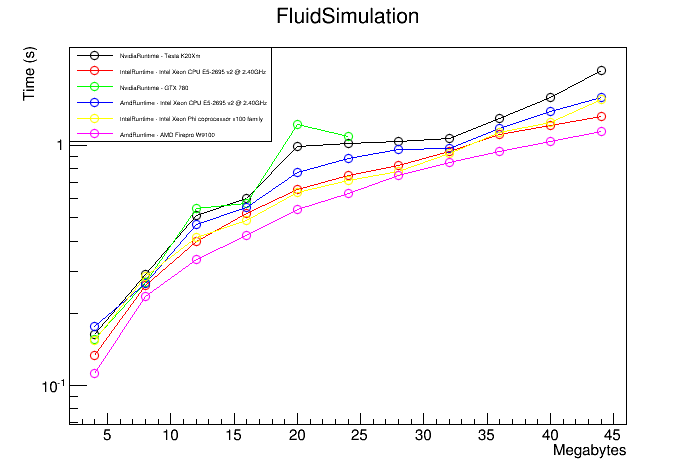 FluidSimulation
Time (s)
NvidiaRuntime - Tesla K20Xm
IntelRuntime - Intel Xeon CPU E5-2695 v2 @ 2.40GHz
NvidiaRuntime - GTX 780
AmdRuntime - Intel Xeon CPU E5-2695 v2 @ 2.40GHz
IntelRuntime - Intel Xeon Phi coprocessor x100 family
AmdRuntime - AMD Firepro W9100
1
10⁻¹
5 10 15 20 25 30 35 40 45
Megabytes